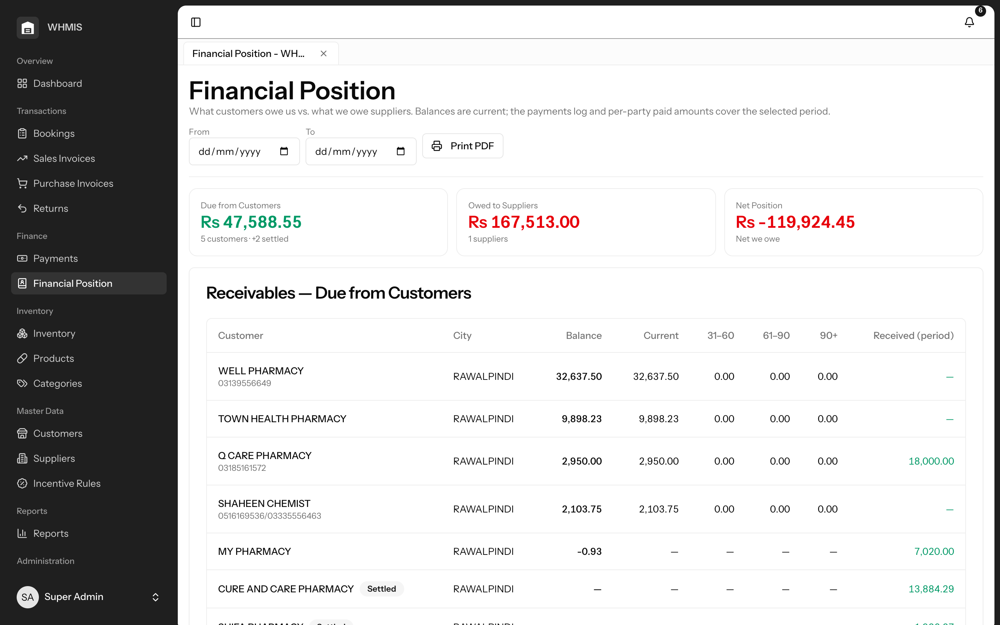 WHMIS
Overview
Dashboard
Transactions
Bookings
Sales Invoices
Purchase Invoices
Returns
Finance
Payments
Financial Position
Inventory
Inventory
Products
Categories
Master Data
Customers
Suppliers
Incentive Rules
Reports
Reports
Administration
SA Super Admin
6
Financial Position - WH...
Financial Position
What customers owe us vs. what we owe suppliers. Balances are current; the payments log and per-party paid amounts cover the selected period.
From To
dd/mm/yyyy dd/mm/yyyy Print PDF
Due from Customers
Rs 47,588.55
5 customers · +2 settled
Owed to Suppliers
Rs 167,513.00
1 suppliers
Net Position
Rs -119,924.45
Net we owe
Receivables — Due from Customers
Customer City Balance Current 31–60 61–90 90+ Received (period)
WELL PHARMACY RAWALPINDI 32,637.50 32,637.50 0.00 0.00 0.00 —
03139556649
TOWN HEALTH PHARMACY RAWALPINDI 9,898.23 9,898.23 0.00 0.00 0.00 —
Q CARE PHARMACY RAWALPINDI 2,950.00 2,950.00 0.00 0.00 0.00 18,000.00
03185161572
SHAHEEN CHEMIST RAWALPINDI 2,103.75 2,103.75 0.00 0.00 0.00 —
0516169536/03335556463
MY PHARMACY RAWALPINDI -0.93 — — — — 7,020.00
CURE AND CARE PHARMACY Settled RAWALPINDI — — — — — 13,884.29